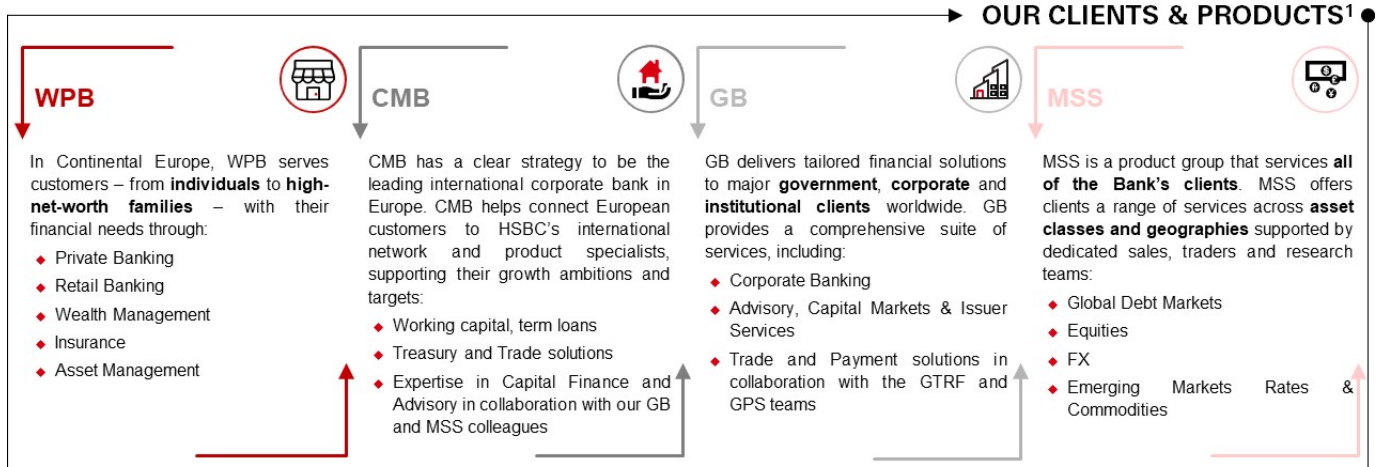 OUR CLIENTS & PRODUCTS¹
WPB
In Continental Europe, WPB serves
customers – from individuals to high-
net-worth families – with their
financial needs through:
Private Banking
Retail Banking
Wealth Management
Insurance
Asset Management
CMB
CMB has a clear strategy to be the
leading international corporate bank in
Europe. CMB helps connect European
customers to HSBC's international
network and product specialists,
supporting their growth ambitions and
targets:
Working capital, term loans
Treasury and Trade solutions
Expertise in Capital Finance and
Advisory in collaboration with our GB
and MSS colleagues
GB
GB delivers tailored financial solutions
to major government, corporate and
institutional clients worldwide. GB
provides a comprehensive suite of
services, including:
Corporate Banking
Advisory, Capital Markets & Issuer
Services
Trade and Payment solutions in
collaboration with the GTRF and
GPS teams
MSS
MSS is a product group that services all
of the Bank's clients. MSS offers
clients a range of services across asset
classes and geographies supported by
dedicated sales, traders and research
teams:
Global Debt Markets
Equities
FX
Emerging Markets Rates &
Commodities